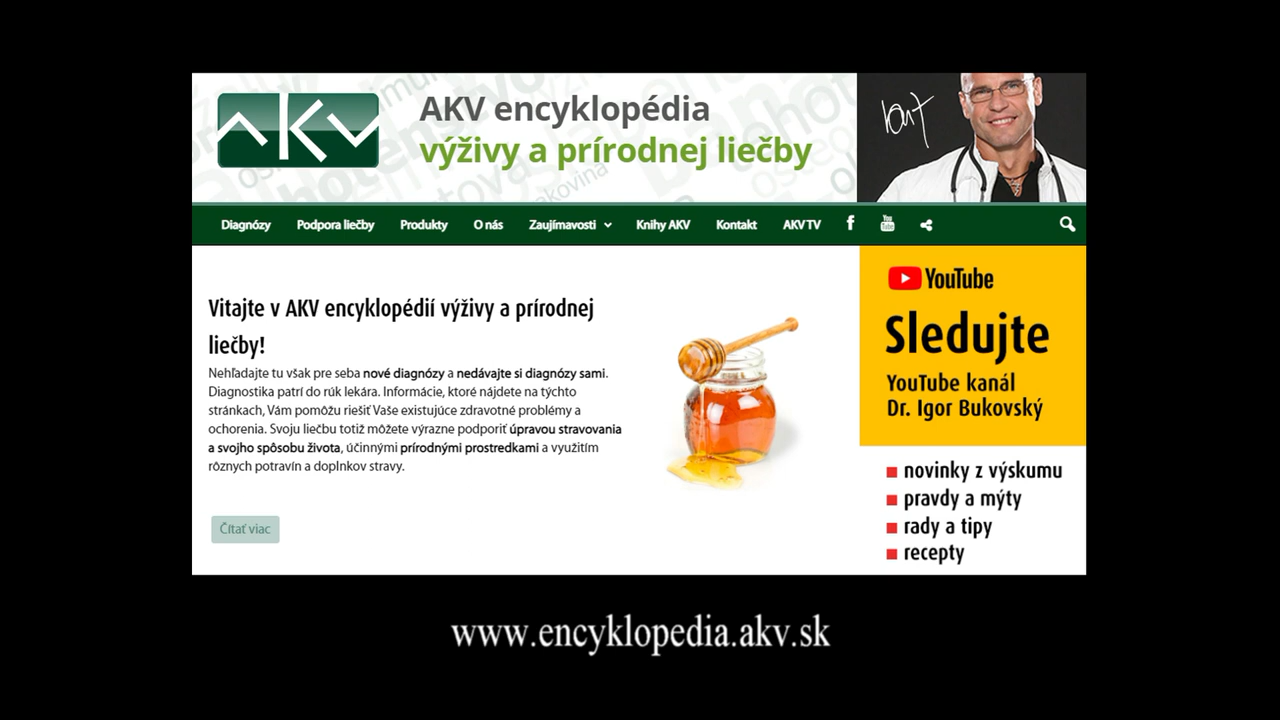 AKV
AKV encyklopédia
výživy a prírodnej liečby
Diagnózy Podpora liečby Produkty O nás Zaujímavosti Knihy AKV Kontakt AKV TV
Vitajte v AKV encyklopédií výživy a prírodnej
liečby!
Nehľadajte tu však pre seba nové diagnózy a nedávajte si diagnózy sami.
Diagnostika patrí do rúk lekára. Informácie, ktoré nájdete na týchto
stránkach, Vám pomôžu riešiť Vaše existujúce zdravotné problémy a
ochorenia. Svoju liečbu totiž môžete výrazne podporiť úpravou stravovania
a svojho spôsobu života, účinnými prírodnými prostredkami a využitím
rôznych potravín a doplnkov stravy.
Čítať viac
YouTube
Sledujte
YouTube kanál
Dr. Igor Bukovský
novinky z výskumu
pravdy a mýty
rady a tipy
recepty
www.encyklopedia.akv.sk